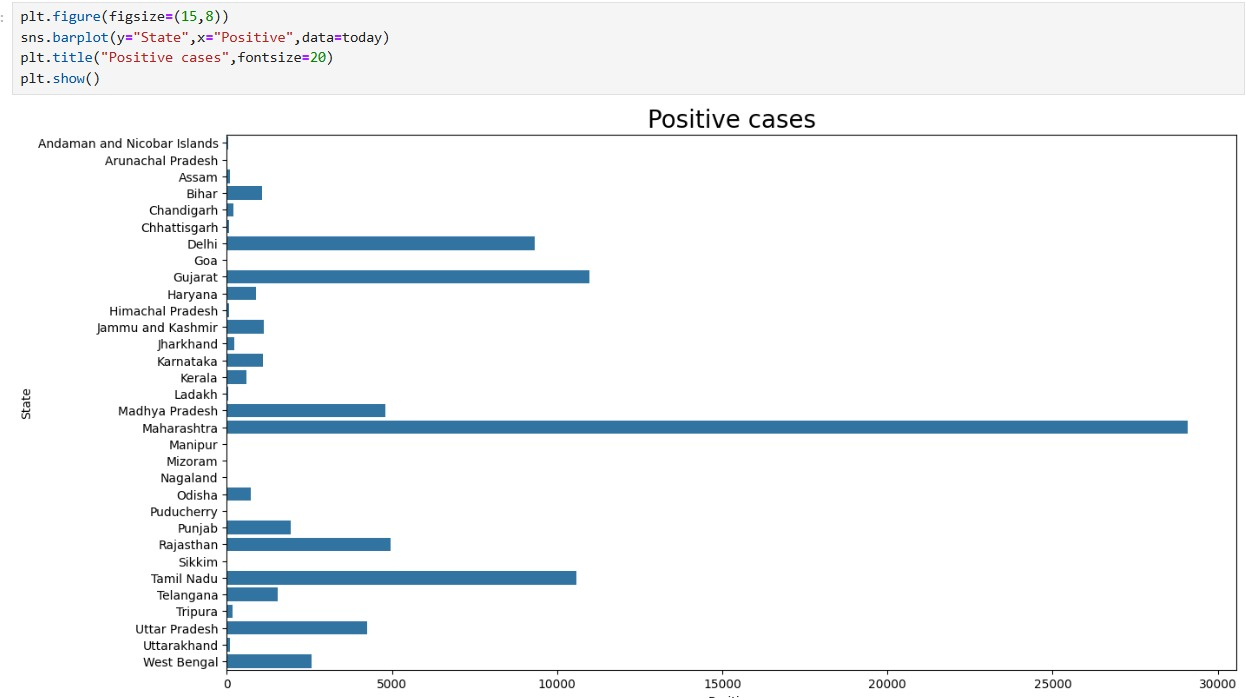 :
plt.figure(figsize=(15,8))
sns.barplot(y="State",x="Positive",data=today)
plt.title("Positive cases",fontsize=20)
plt.show()
Positive cases
Andaman and Nicobar Islands
Arunachal Pradesh
Assam
Bihar
Chandigarh
Chhattisgarh
Delhi
Goa
Gujarat
Haryana
Himachal Pradesh
Jammu and Kashmir
Jharkhand
Karnataka
Kerala
Ladakh
Madhya Pradesh
Maharashtra
Manipur
Mizoram
Nagaland
Odisha
Puducherry
Punjab
Rajasthan
Sikkim
Tamil Nadu
Telangana
Tripura
Uttar Pradesh
Uttarakhand
West Bengal
State
0 5000 10000 15000 20000 25000 30000